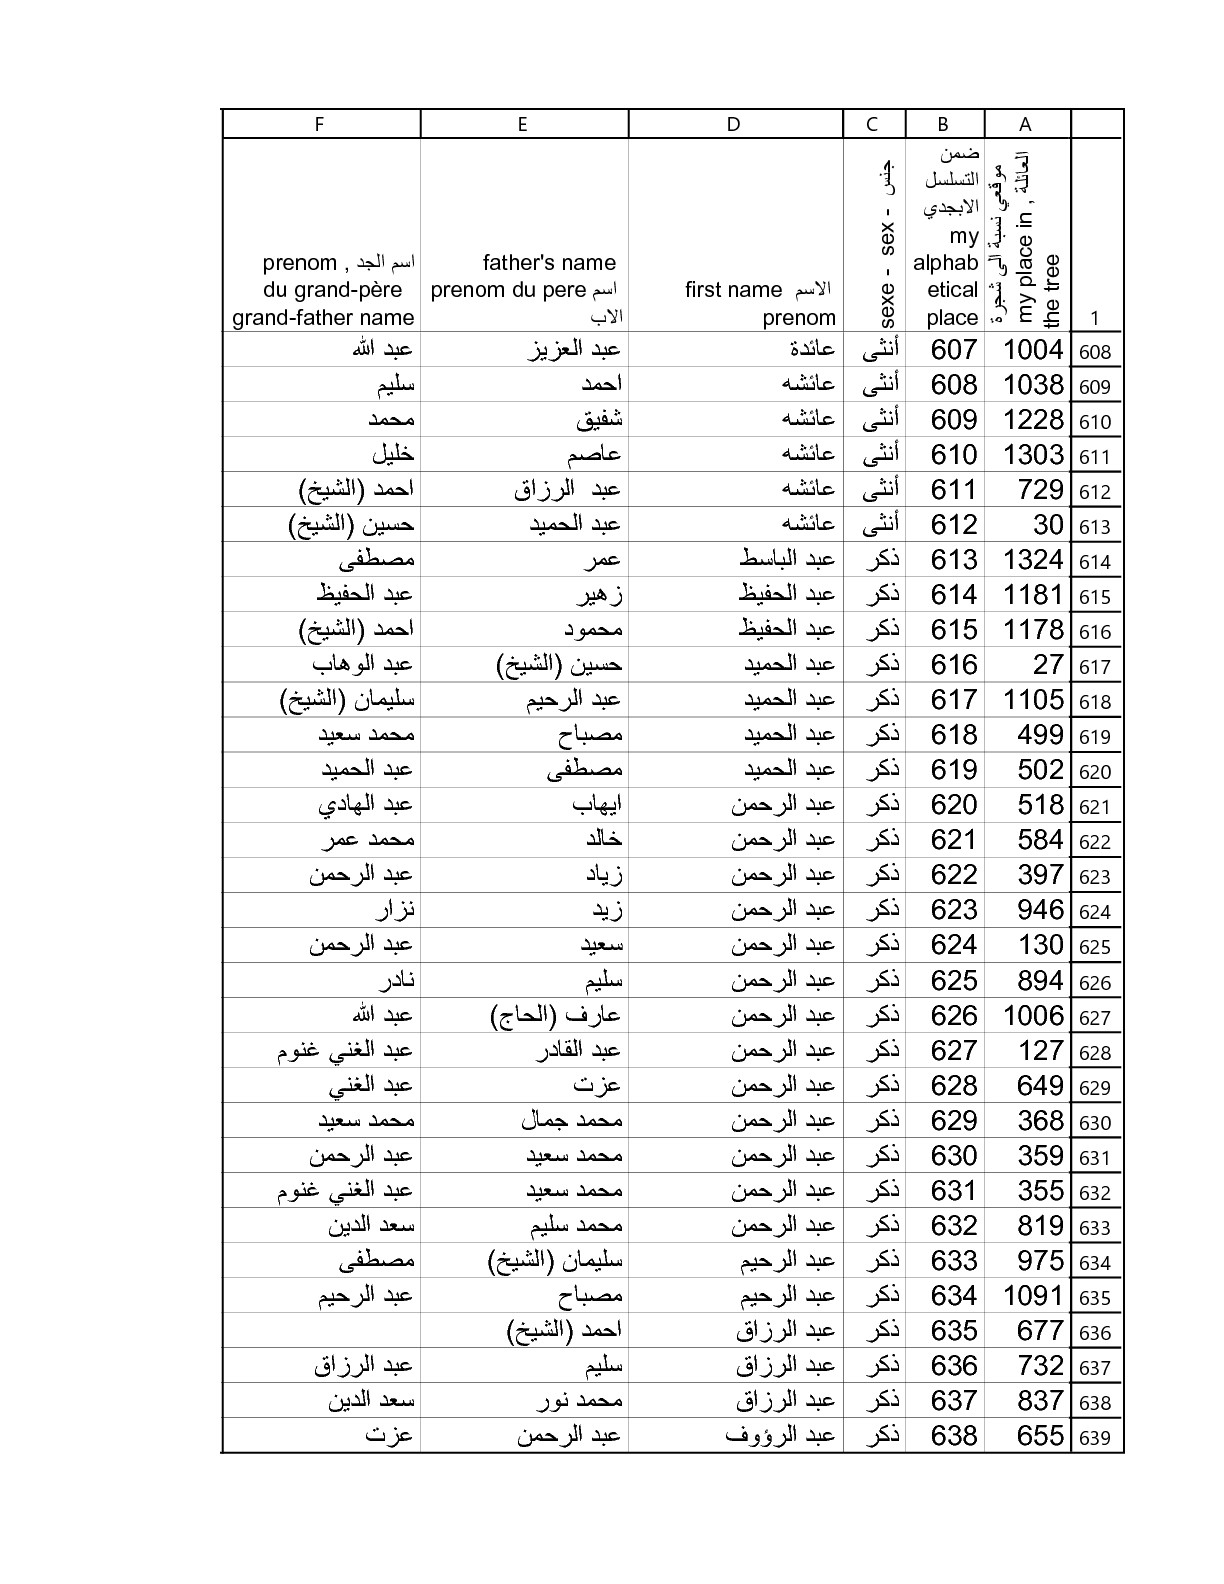 A B C D E F
1
موقعي نسبة الى شجرة
العائلة , my place in
the tree
ضمن
التسلسل
الابجدي
my
alphab
etical
place
sexe - sex - جنس
first name الاسم
prenom
father's name
prenom du pere اسم
الاب
prenom , اسم الجد
du grand-père
grand-father name
608 1004 607 أنثى عائدة عبد العزيز عبد الله
609 1038 608 أنثى عائشه احمد سليم
610 1228 609 أنثى عائشه شفيق محمد
611 1303 610 أنثى عائشه عاصم خليل
612 729 611 أنثى عائشه عبد الرزاق احمد (الشيخ)
613 30 612 أنثى عائشه عبد الحميد حسين (الشيخ)
614 1324 613 ذكر عبد الباسط عمر مصطفى
615 1181 614 ذكر عبد الحفيظ زهير عبد الحفيظ
616 1178 615 ذكر عبد الحفيظ محمود احمد (الشيخ)
617 27 616 ذكر عبد الحميد حسين (الشيخ) عبد الوهاب
618 1105 617 ذكر عبد الحميد عبد الرحيم سليمان (الشيخ)
619 499 618 ذكر عبد الحميد مصباح محمد سعيد
620 502 619 ذكر عبد الحميد مصطفى عبد الحميد
621 518 620 ذكر عبد الرحمن ايهاب عبد الهادي
622 584 621 ذكر عبد الرحمن خالد محمد عمر
623 397 622 ذكر عبد الرحمن زياد عبد الرحمن
624 946 623 ذكر عبد الرحمن زيد نزار
625 130 624 ذكر عبد الرحمن سعيد عبد الرحمن
626 894 625 ذكر عبد الرحمن سليم نادر
627 1006 626 ذكر عبد الرحمن عارف (الحاج) عبد الله
628 127 627 ذكر عبد الرحمن عبد القادر عبد الغني غنوم
629 649 628 ذكر عبد الرحمن عزت عبد الغني
630 368 629 ذكر عبد الرحمن محمد جمال محمد سعيد
631 359 630 ذكر عبد الرحمن محمد سعيد عبد الرحمن
632 355 631 ذكر عبد الرحمن محمد سعيد عبد الغني غنوم
633 819 632 ذكر عبد الرحمن محمد سليم سعد الدين
634 975 633 ذكر عبد الرحيم سليمان (الشيخ) مصطفى
635 1091 634 ذكر عبد الرحيم مصباح عبد الرحيم
636 677 635 ذكر عبد الرزاق احمد (الشيخ)
637 732 636 ذكر عبد الرزاق سليم عبد الرزاق
638 837 637 ذكر عبد الرزاق محمد نور سعد الدين
639 655 638 ذكر عبد الرؤوف عبد الرحمن عزت